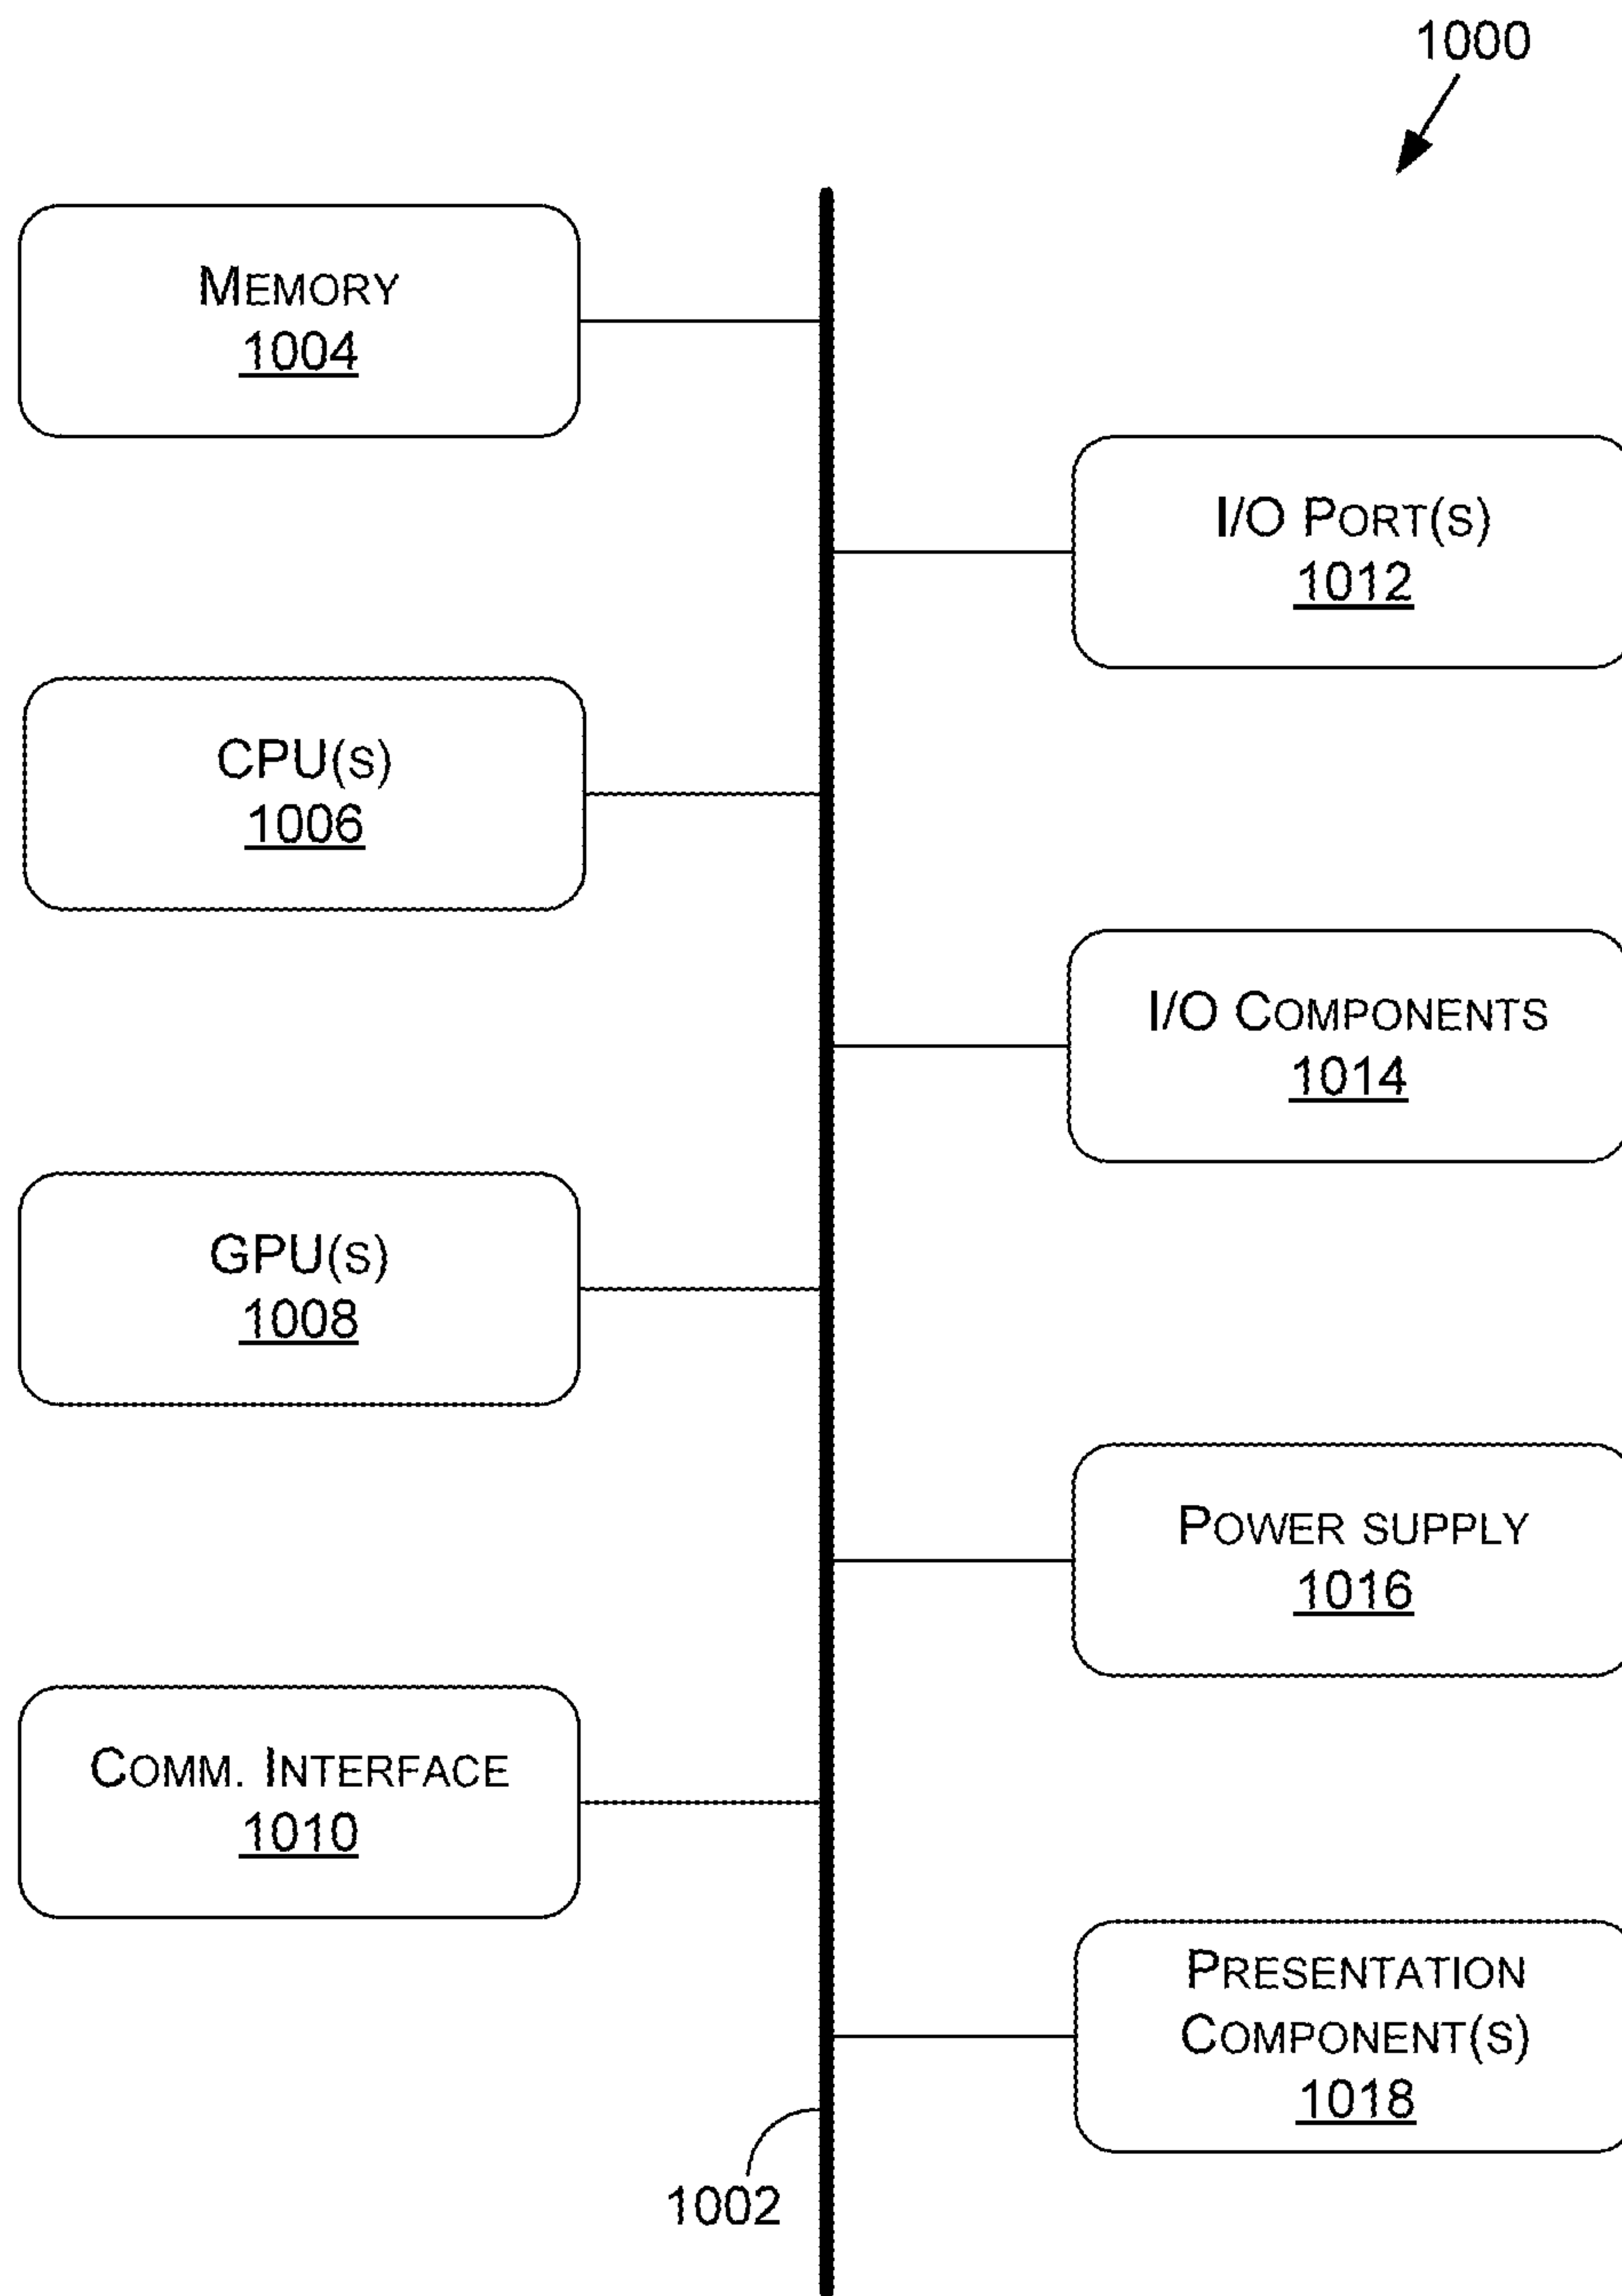 1000
MEMORY
1004
I/O PORT(S)
1012
CPU(S)
1006
I/O COMPONENTS
1014
GPU(S)
1008
POWER SUPPLY
1016
COMM. INTERFACE
1010
PRESENTATION
COMPONENT(S)
1018
1002